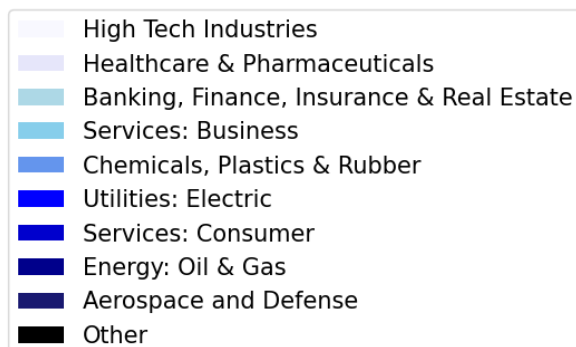 High Tech Industries
Healthcare & Pharmaceuticals
Banking, Finance, Insurance & Real Estate
Services: Business
Chemicals, Plastics & Rubber
Utilities: Electric
Services: Consumer
Energy: Oil & Gas
Aerospace and Defense
Other